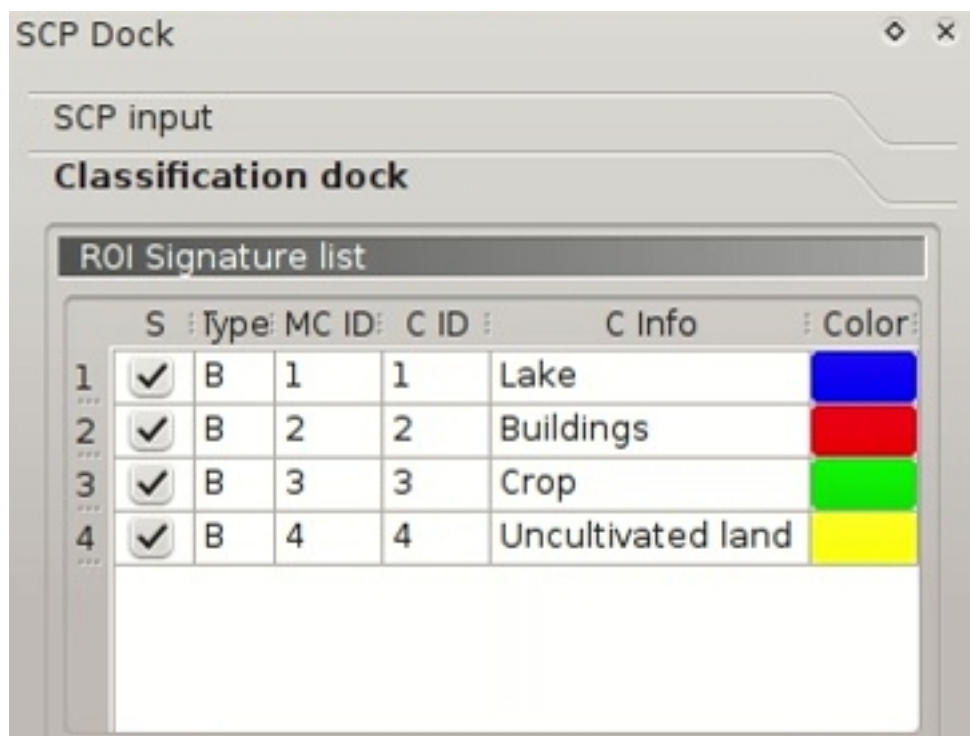 SCP Dock
SCP input
Classification dock
ROI Signature list
S Type MC ID C ID C Info Color
1 B 1 1 Lake
2 B 2 2 Buildings
3 B 3 3 Crop
4 B 4 4 Uncultivated land